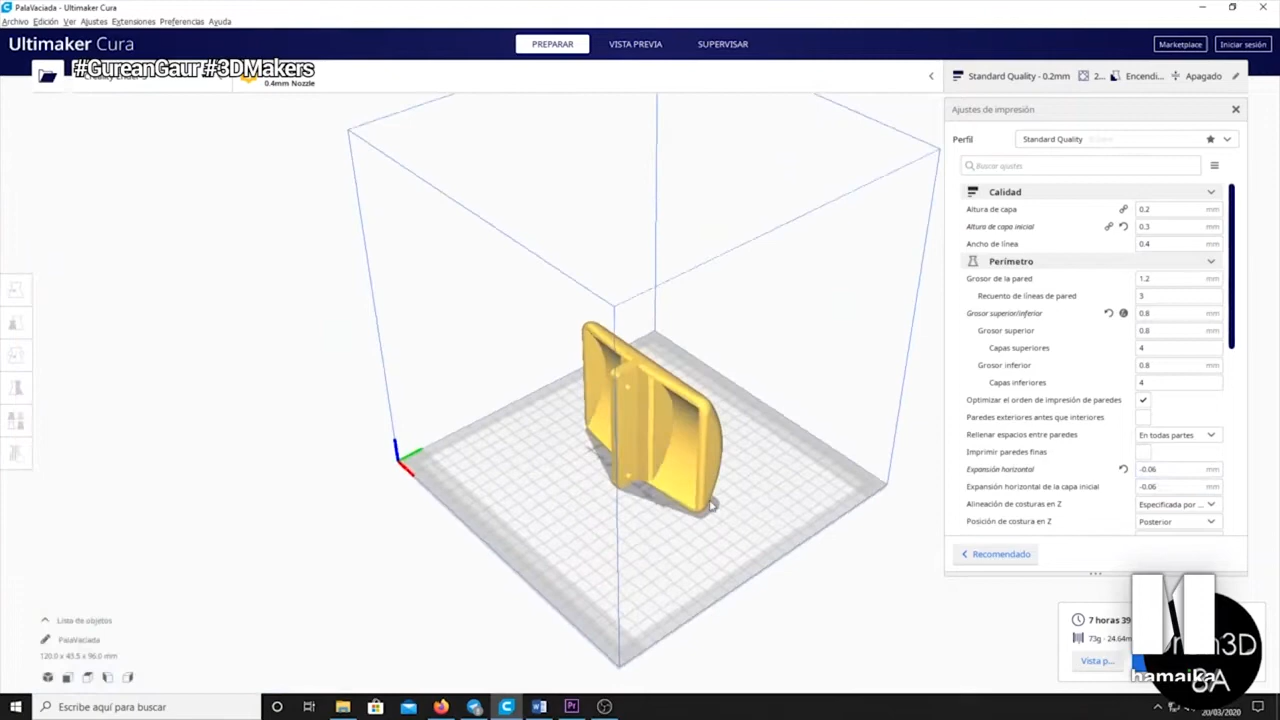 PalaVaciada - Ultimaker Cura
Archivo Edición Ver Ajustes Extensiones Preferencias Ayuda
Ultimaker Cura
PREPARAR
VISTA PREVIA
SUPERVISAR
Marketplace
Iniciar sesión
#GureanGaur #3DMakers
0.4mm Nozzle
Standard Quality - 0.2mm
2...
Encendi...
Apagado
Ajustes de impresión
Perfil
Standard Quality
Buscar ajustes
Calidad
Altura de capa 0.2 mm
Altura de capa inicial 0.3 mm
Ancho de línea 0.4 mm
Perímetro
Grosor de la pared 1.2 mm
Recuento de líneas de pared 3
Grosor superior/inferior 0.8 mm
Grosor superior 0.8 mm
Capas superiores 4
Grosor inferior 0.8 mm
Capas inferiores 4
Optimizar el orden de impresión de paredes
Paredes exteriores antes que interiores
Rellenar espacios entre paredes En todas partes
Imprimir paredes finas
Expansión horizontal -0.06 mm
Expansión horizontal de la capa inicial -0.06 mm
Alineación de costuras en Z Especificada por ...
Posición de costura en Z Posterior
Recomendado
Lista de objetos
PalaVaciada
120.0 x 43.5 x 96.0 mm
7 horas 39
73g · 24.64m
Vista p...
hamaika
Escribe aquí para buscar
20/03/2020